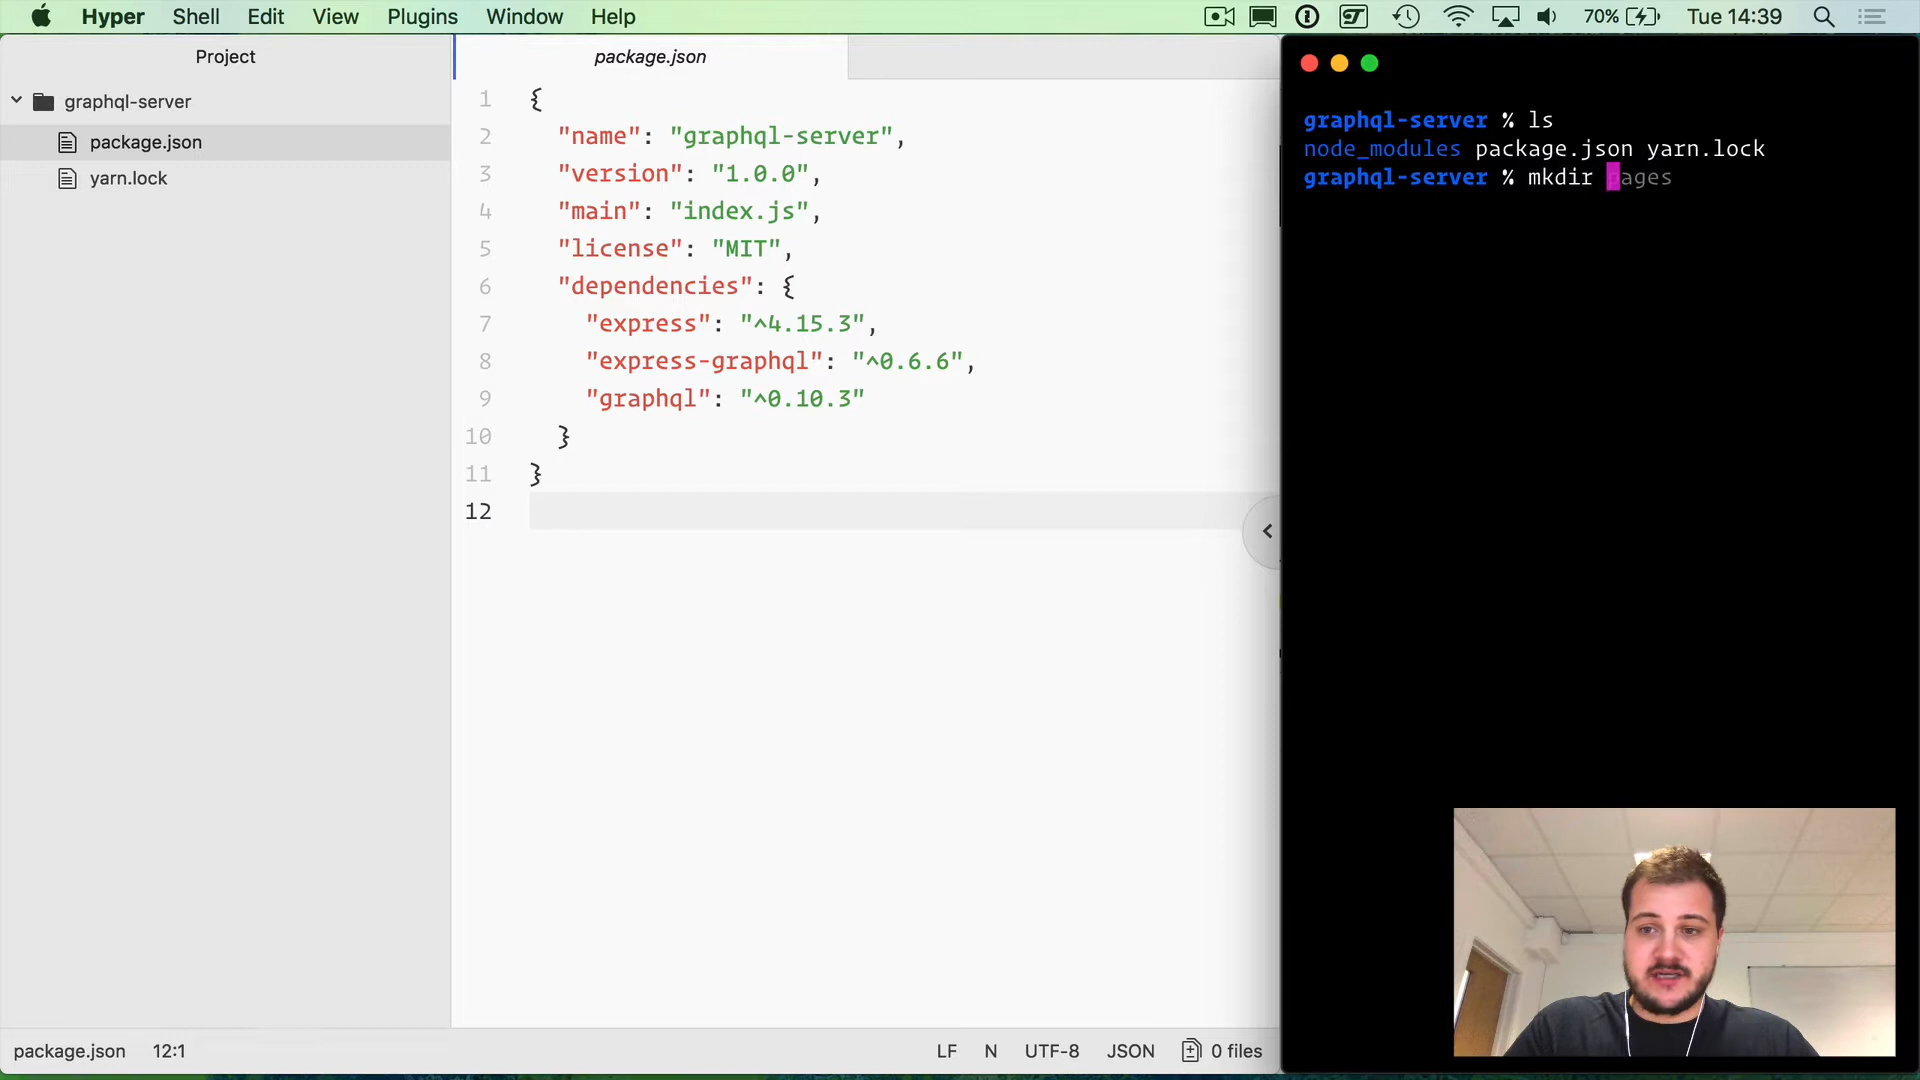 Hyper Shell Edit View Plugins Window Help 70% Tue 14:39
Project
graphql-server
package.json
yarn.lock
package.json
1 {
2 "name": "graphql-server",
3 "version": "1.0.0",
4 "main": "index.js",
5 "license": "MIT",
6 "dependencies": {
7 "express": "^4.15.3",
8 "express-graphql": "^0.6.6",
9 "graphql": "^0.10.3"
10 }
11 }
12
graphql-server % ls
node_modules package.json yarn.lock
graphql-server % mkdir pages
package.json 12:1 LF N UTF-8 JSON 0 files